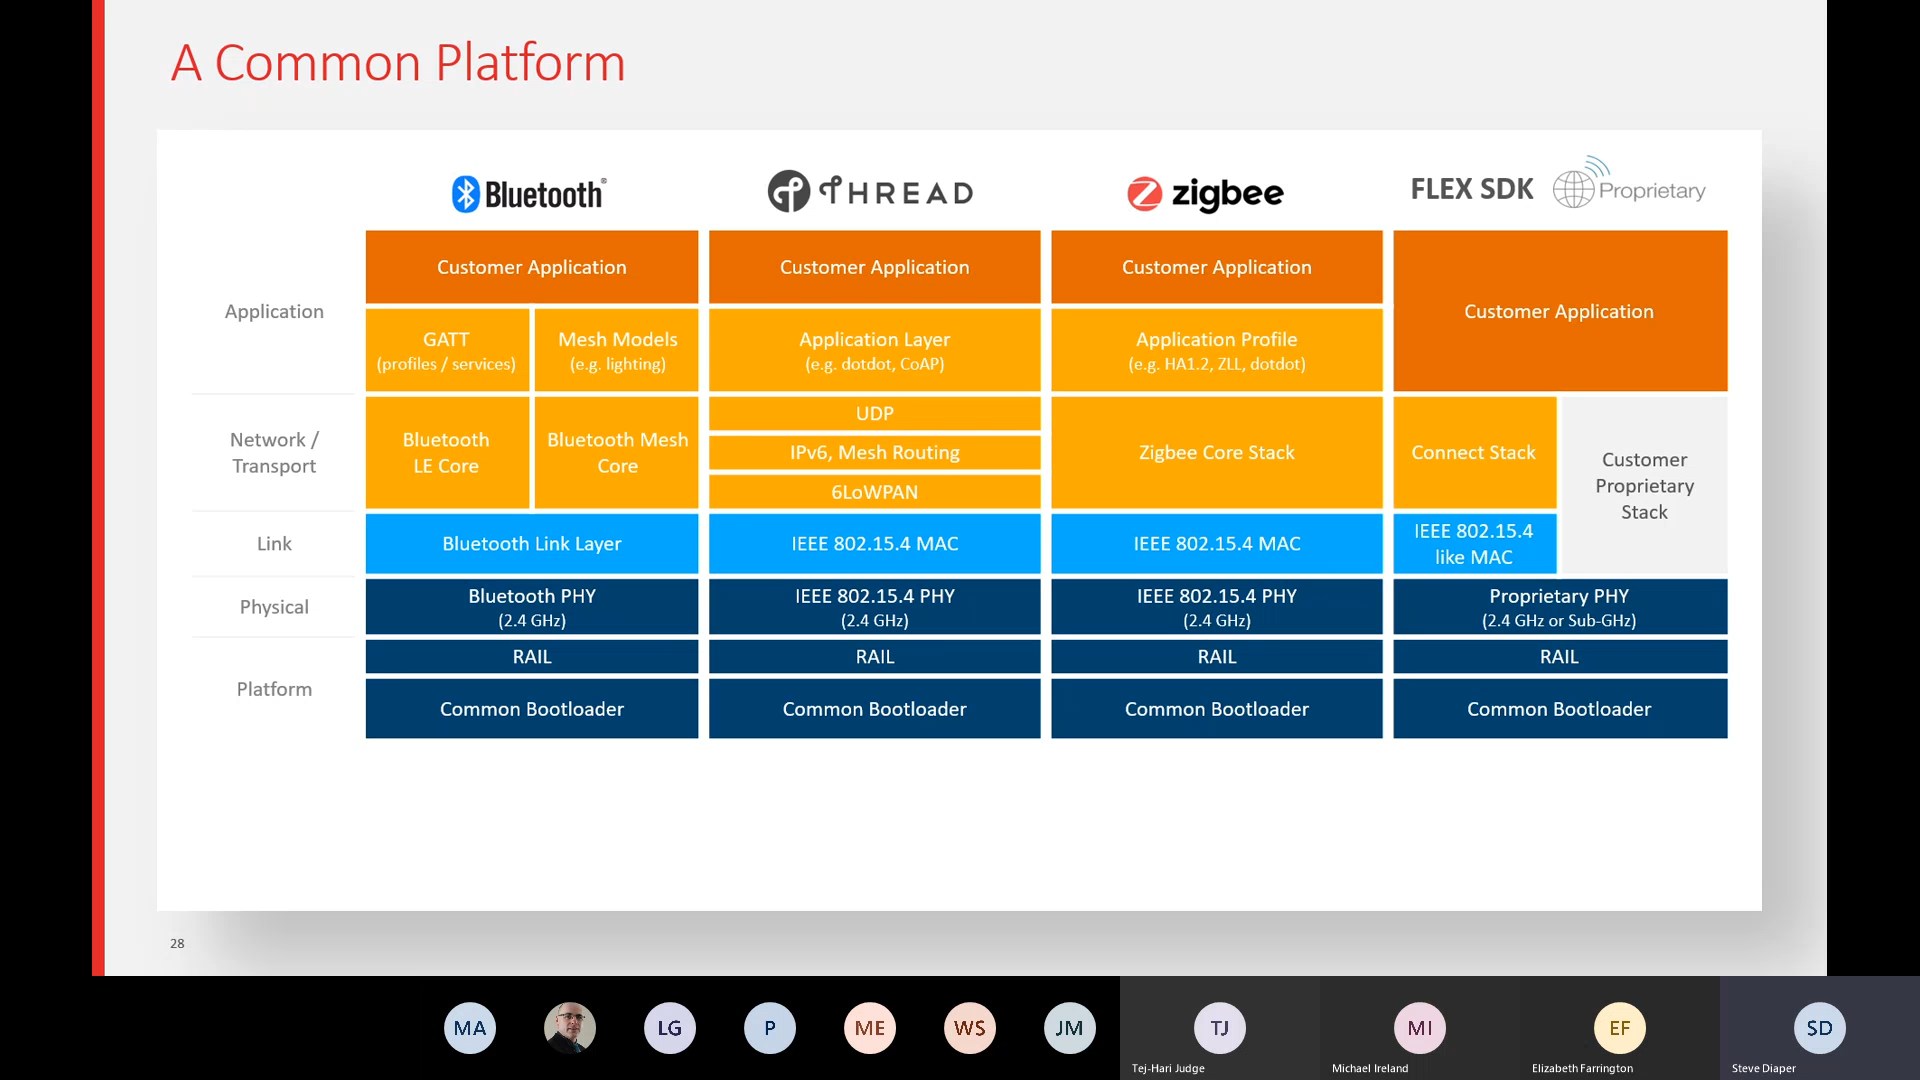 A Common Platform
Bluetooth®
THREAD
zigbee
FLEX SDK
Proprietary
Application
Customer Application
Customer Application
Customer Application
Customer Application
GATT
(profiles / services)
Mesh Models
(e.g. lighting)
Application Layer
(e.g. dotdot, CoAP)
Application Profile
(e.g. HA1.2, ZLL, dotdot)
Network /
Transport
Bluetooth
LE Core
Bluetooth Mesh
Core
UDP
IPv6, Mesh Routing
6LoWPAN
Zigbee Core Stack
Connect Stack
Customer
Proprietary
Stack
Link
Bluetooth Link Layer
IEEE 802.15.4 MAC
IEEE 802.15.4 MAC
IEEE 802.15.4
like MAC
Physical
Bluetooth PHY
(2.4 GHz)
IEEE 802.15.4 PHY
(2.4 GHz)
IEEE 802.15.4 PHY
(2.4 GHz)
Proprietary PHY
(2.4 GHz or Sub-GHz)
Platform
RAIL
RAIL
RAIL
RAIL
Common Bootloader
Common Bootloader
Common Bootloader
Common Bootloader
28
MA
LG
P
ME
WS
JM
TJ
MI
EF
SD
Tej-Hari Judge
Michael Ireland
Elizabeth Farrington
Steve Diaper